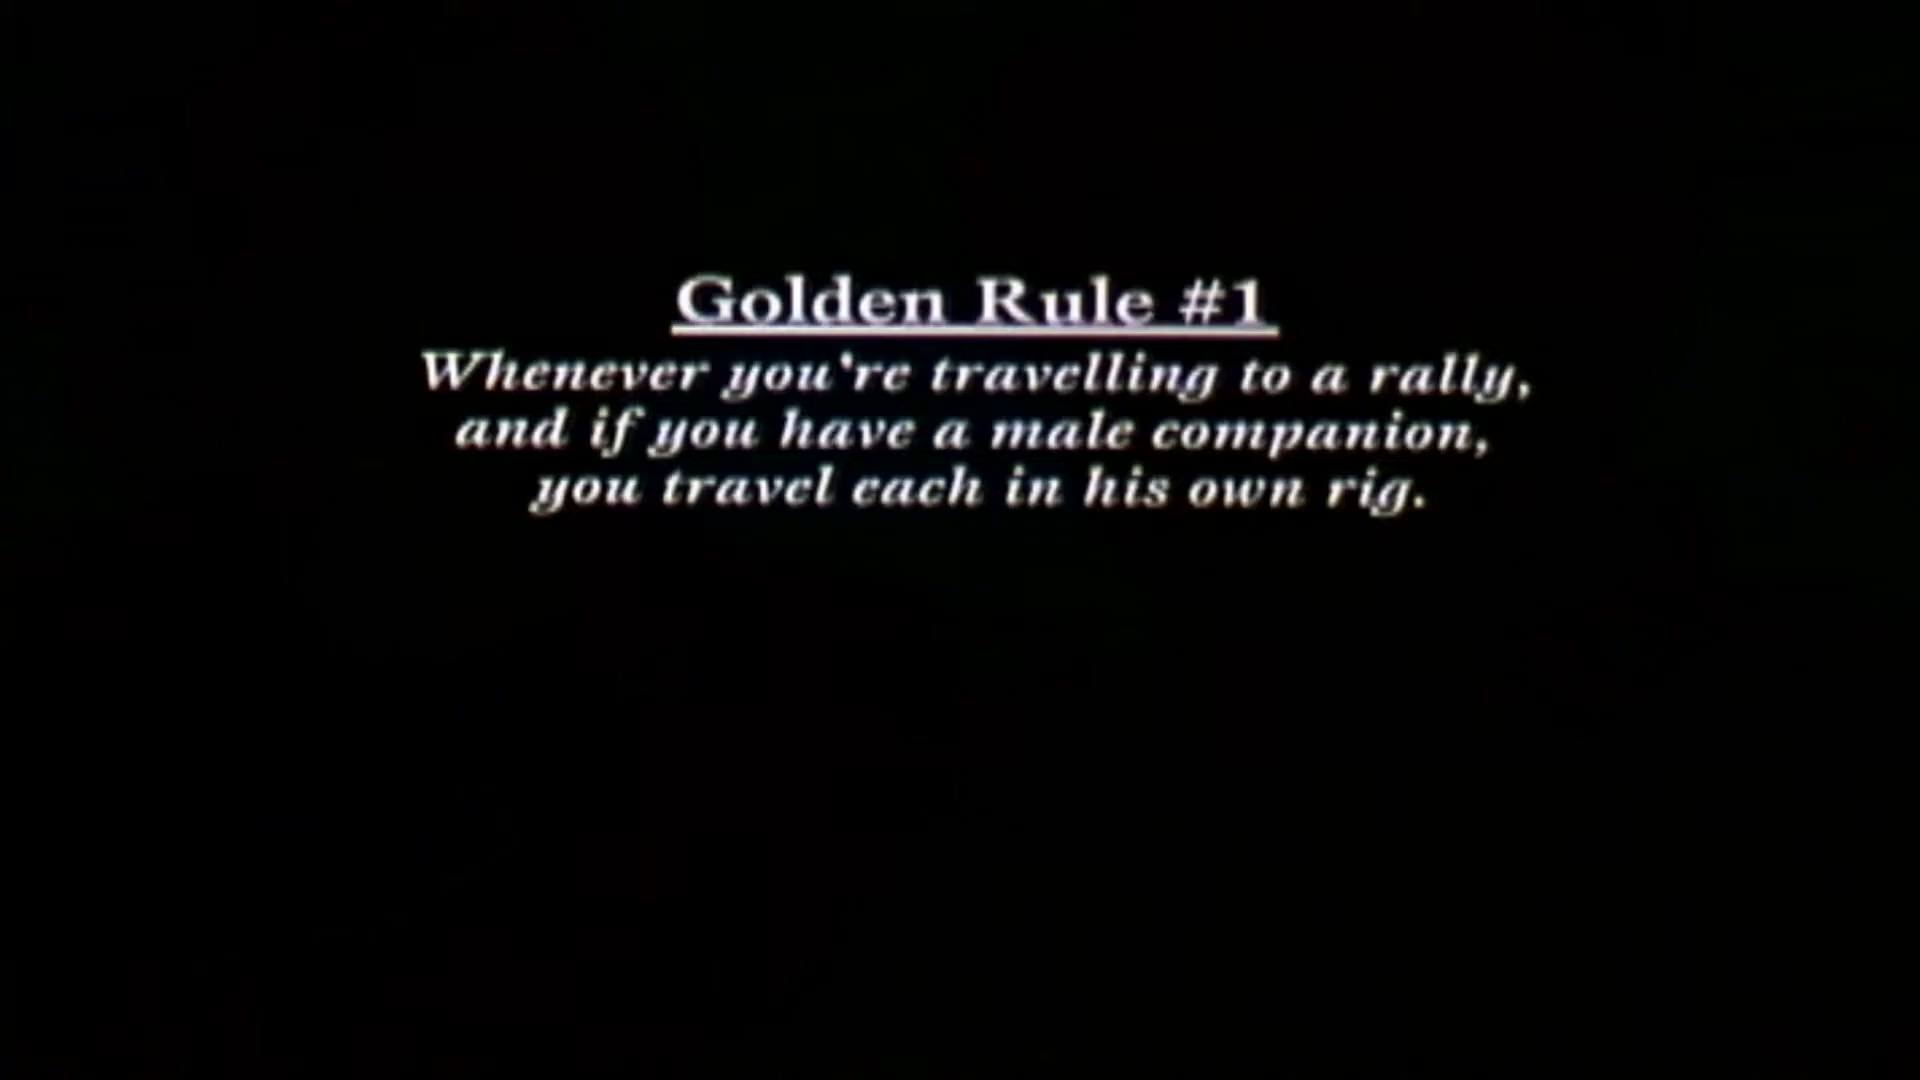 Golden Rule #1
Whenever you're travelling to a rally,
and if you have a male companion,
you travel each in his own rig.